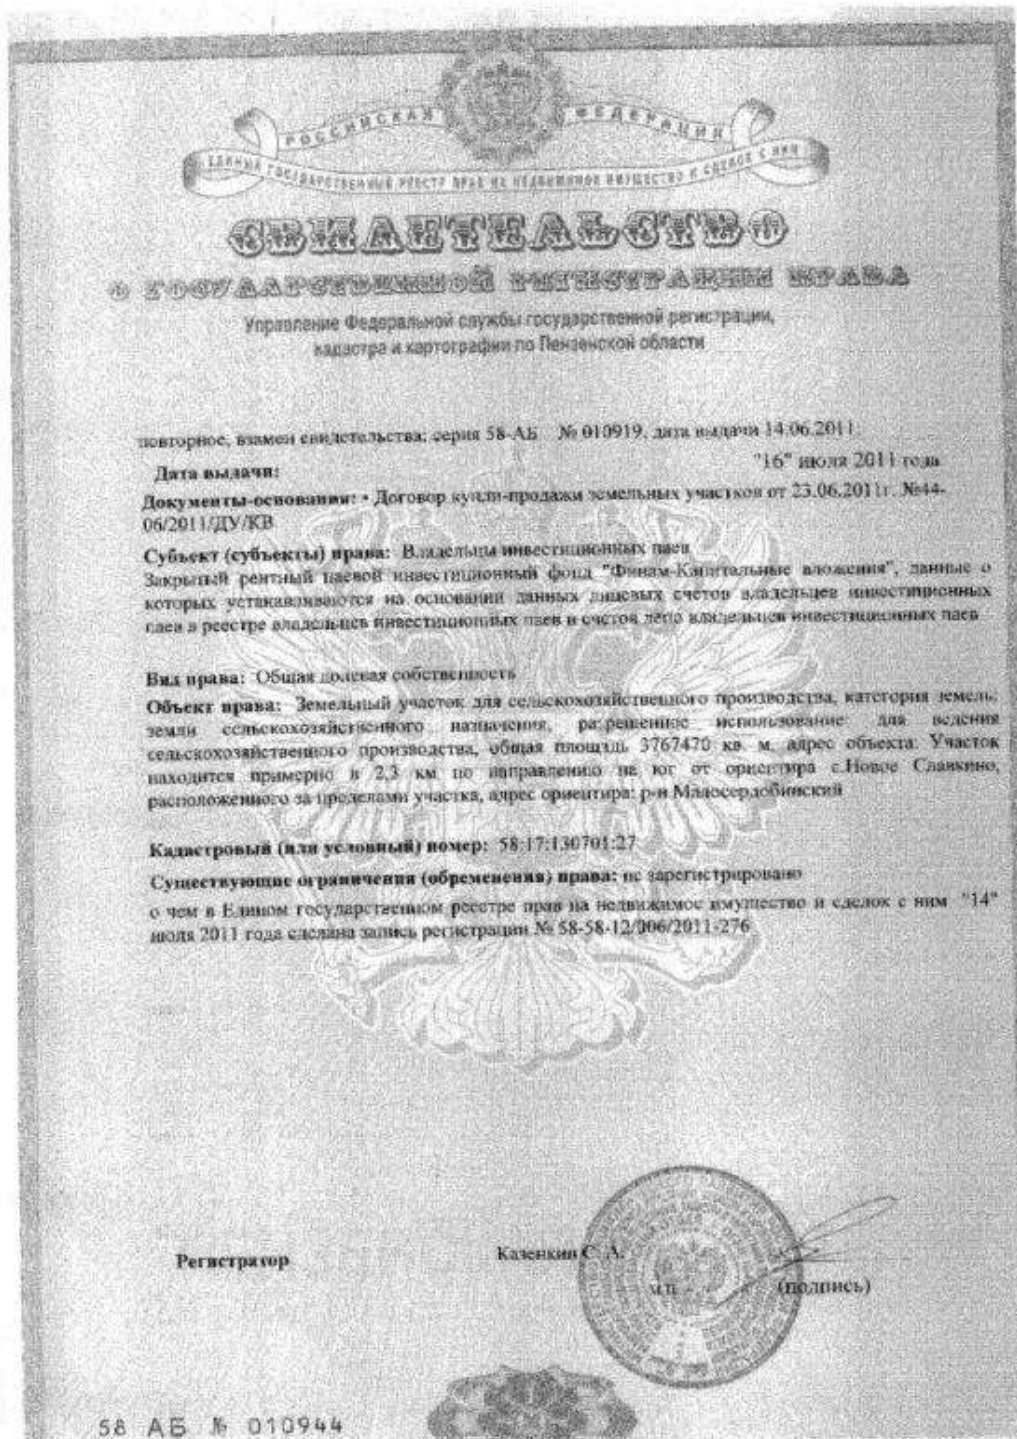 РОССИЙСКАЯ ФЕДЕРАЦИЯ
ЕДИНЫЙ ГОСУДАРСТВЕННЫЙ РЕЕСТР ПРАВ НА НЕДВИЖИМОЕ ИМУЩЕСТВО И СДЕЛОК С НИМ
СВИДЕТЕЛЬСТВО
О ГОСУДАРСТВЕННОЙ РЕГИСТРАЦИИ ПРАВА
Управление Федеральной службы государственной регистрации,
кадастра и картографии по Пензенской области
повторное, взамен свидетельства: серия 58-АБ № 010919, дата выдачи 14.06.2011.
Дата выдачи: "16" июля 2011 года
Документы-основания: • Договор купли-продажи земельных участков от 23.06.2011г. №44-
06/2011/ДУ/КВ
Субъект (субъекты) права: Владельцы инвестиционных паев
Закрытый рентный паевой инвестиционный фонд "Финам-Капитальные вложения", данные о
которых устанавливаются на основании данных лицевых счетов владельцев инвестиционных
паев в реестре владельцев инвестиционных паев и счетов депо владельцев инвестиционных паев
Вид права: Общая долевая собственность
Объект права: Земельный участок для сельскохозяйственного производства, категория земель:
земли сельскохозяйственного назначения, разрешенное использование: для ведения
сельскохозяйственного производства, общая площадь 3767470 кв. м, адрес объекта: Участок
находится примерно в 2,3 км по направлению на юг от ориентира с.Новое Славкино,
расположенного за пределами участка, адрес ориентира: р-н Малосердобинский
Кадастровый (или условный) номер: 58:17:130701:27
Существующие ограничения (обременения) права: не зарегистрировано
о чем в Едином государственном реестре прав на недвижимое имущество и сделок с ним "14"
июля 2011 года сделана запись регистрации № 58-58-12/006/2011-276
Регистратор Казенкин С. А.
М.П. (подпись)
58 АБ № 010944